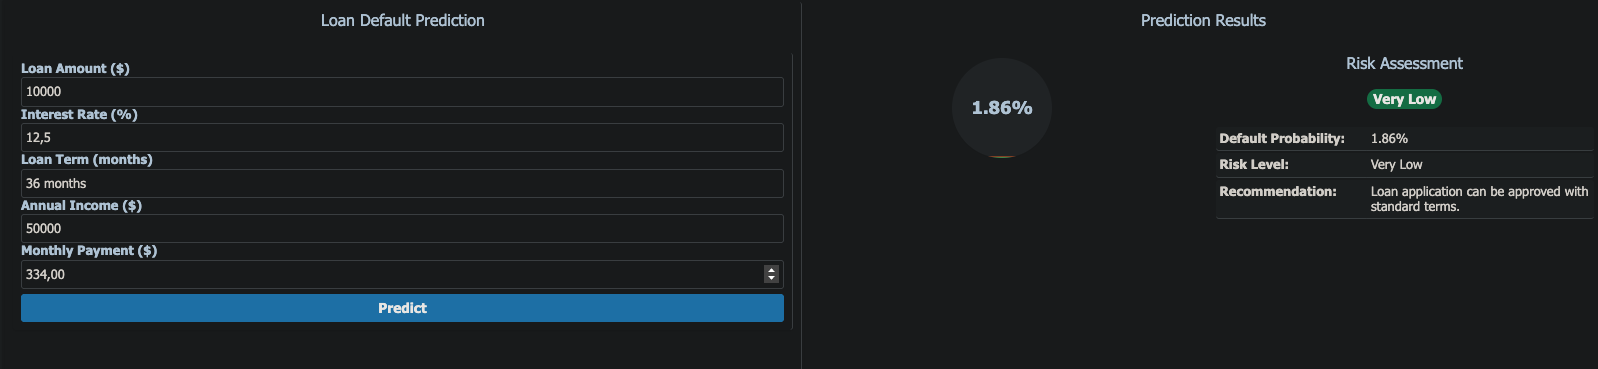 Loan Default Prediction
Loan Amount ($)
10000
Interest Rate (%)
12,5
Loan Term (months)
36 months
Annual Income ($)
50000
Monthly Payment ($)
334,00
Predict
Prediction Results
1.86%
Risk Assessment
Very Low
Default Probability: 1.86%
Risk Level: Very Low
Recommendation: Loan application can be approved with
standard terms.